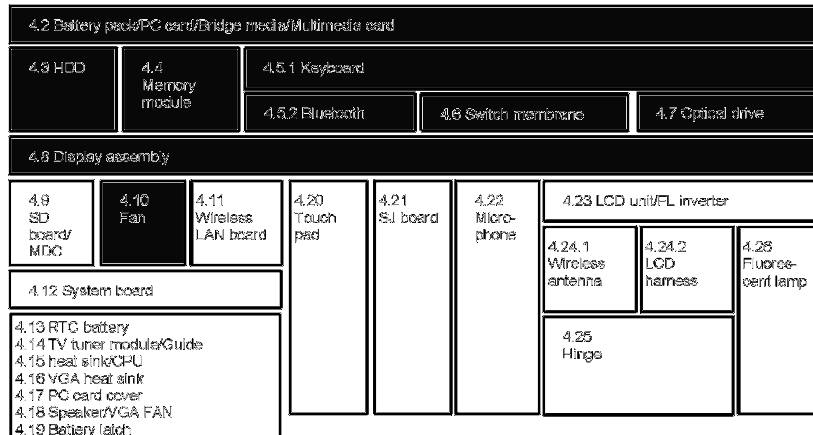 4.2 Battery pack/PC card/Bridge media/Multimedia card
4.3 HDD
4.4
Memory
module
4.5.1 Keyboard
4.5.2 Bluetooth
4.6 Switch membrane
4.7 Optical drive
4.8 Display assembly
4.9
SD
board/
MDC
4.10
Fan
4.11
Wireless
LAN board
4.20
Touch
pad
4.21
SJ board
4.22
Micro-
phone
4.23 LCD unit/FL inverter
4.24.1
Wireless
antenna
4.24.2
LCD
harness
4.26
Fluores-
cent lamp
4.12 System board
4.25
Hinge
4.13 RTC battery
4.14 TV tuner module/Guide
4.15 heat sink/CPU
4.16 VGA heat sink
4.17 PC card cover
4.18 Speaker/VGA FAN
4.19 Battery latch